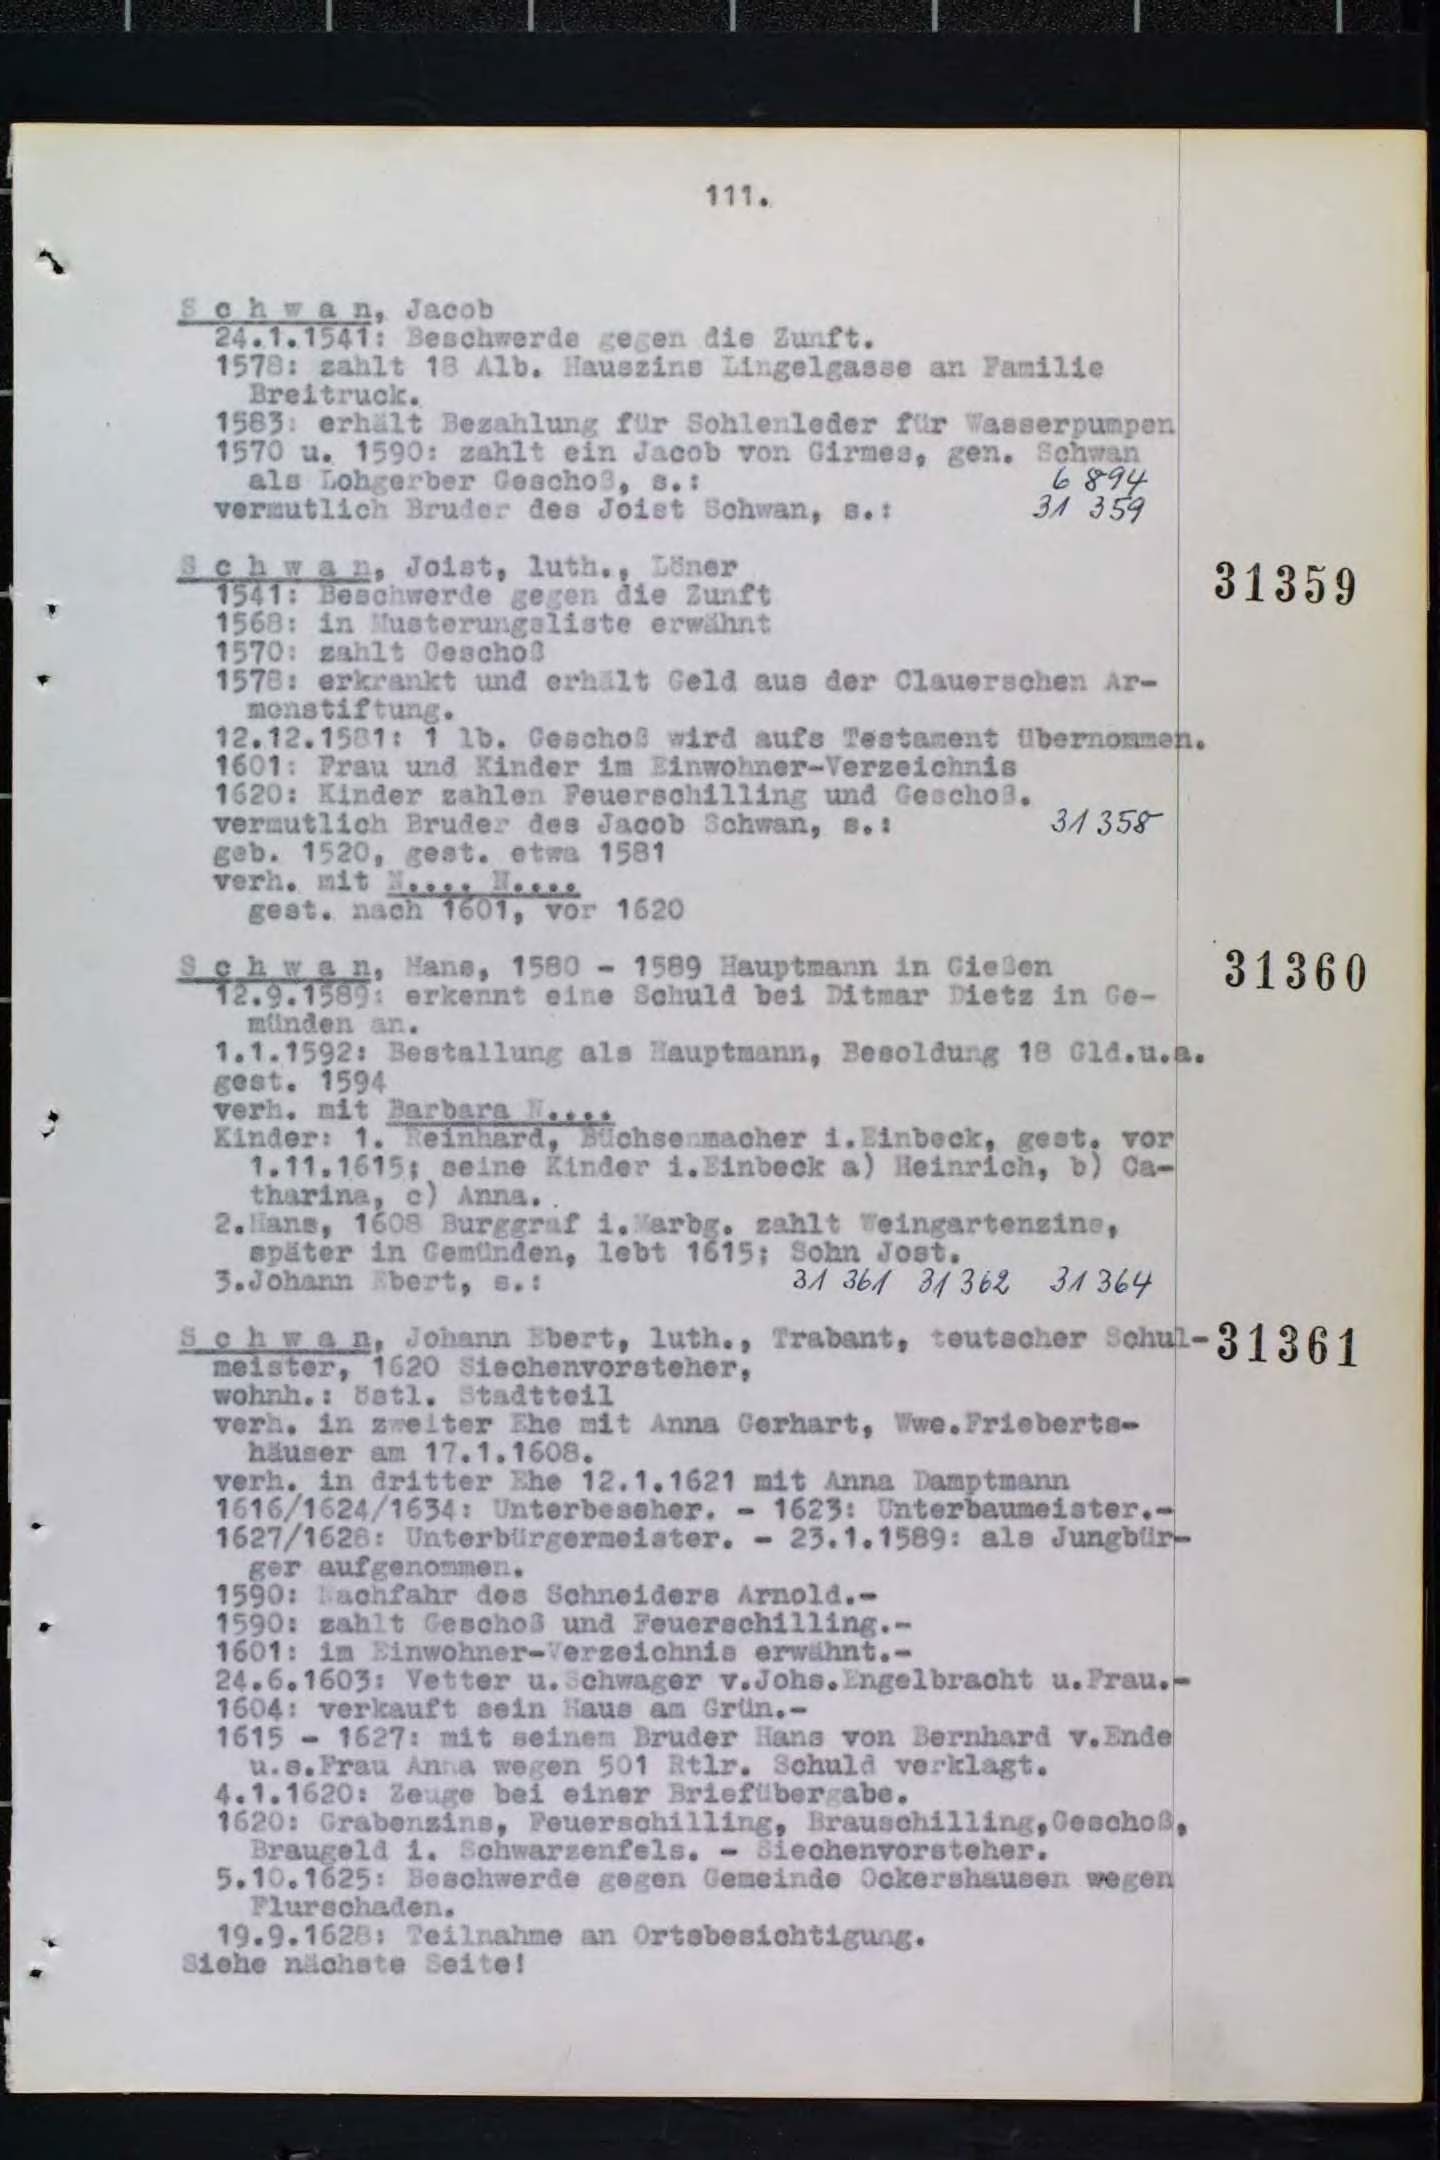 111.
S c h w a n, Jacob
24.1.1541: Beschwerde gegen die Zunft.
1578: zahlt 18 Alb. Hauszins Lingelgasse an Familie
Breitruck.
1583: erhält Bezahlung für Sohlenleder für Wasserpumpen
1570 u. 1590: zahlt ein Jacob von Girmes, gen. Schwan
als Lohgerber Geschoß, s.: 6 894
vermutlich Bruder des Joist Schwan, s.: 31 359
S c h w a n, Joist, luth., Löner 31359
1541: Beschwerde gegen die Zunft
1568: in Musterungsliste erwähnt
1570: zahlt Geschoß
1578: erkrankt und erhält Geld aus der Clauerschen Ar-
menstiftung.
12.12.1581: 1 lb. Geschoß wird aufs Testament übernommen.
1601: Frau und Kinder im Einwohner-Verzeichnis
1620: Kinder zahlen Feuerschilling und Geschoß.
vermutlich Bruder des Jacob Schwan, s.: 31 358
geb. 1520, gest. etwa 1581
verh. mit N.... N....
gest. nach 1601, vor 1620
S c h w a n, Hans, 1580 - 1589 Hauptmann in Gießen 31360
12.9.1589: erkennt eine Schuld bei Ditmar Dietz in Ge-
münden an.
1.1.1592: Bestallung als Hauptmann, Besoldung 18 Gld.u.a.
gest. 1594
verh. mit Barbara N....
Kinder: 1. Reinhard, Büchsenmacher i.Einbeck, gest. vor
1.11.1615; seine Kinder i.Einbeck a) Heinrich, b) Ca-
tharina, c) Anna.
2.Hans, 1608 Burggraf i.Marbg. zahlt Weingartenzins,
später in Gemünden, lebt 1615; Sohn Jost.
3.Johann Ebert, s.: 31 361 31 362 31 364
S c h w a n, Johann Ebert, luth., Trabant, teutscher Schul- 31361
meister, 1620 Siechenvorsteher,
wohnh.: östl. Stadtteil
verh. in zweiter Ehe mit Anna Gerhart, Wwe.Frieberts-
häuser am 17.1.1608.
verh. in dritter Ehe 12.1.1621 mit Anna Damptmann
1616/1624/1634: Unterbeseher. - 1623: Unterbaumeister.-
1627/1628: Unterbürgermeister. - 23.1.1589: als Jungbür-
ger aufgenommen.
1590: Nachfahr des Schneiders Arnold.-
1590: zahlt Geschoß und Feuerschilling.-
1601: im Einwohner-Verzeichnis erwähnt.-
24.6.1603: Vetter u.Schwager v.Johs.Engelbracht u.Frau.-
1604: verkauft sein Haus am Grün.-
1615 - 1627: mit seinem Bruder Hans von Bernhard v.Ende
u.s.Frau Anna wegen 501 Rtlr. Schuld verklagt.
4.1.1620: Zeuge bei einer Briefübergabe.
1620: Grabenzins, Feuerschilling, Brauschilling,Geschoß,
Braugeld i. Schwarzenfels. - Siechenvorsteher.
5.10.1625: Beschwerde gegen Gemeinde Ockershausen wegen
Flurschaden.
19.9.1628: Teilnahme an Ortsbesichtigung.
Siehe nächste Seite!